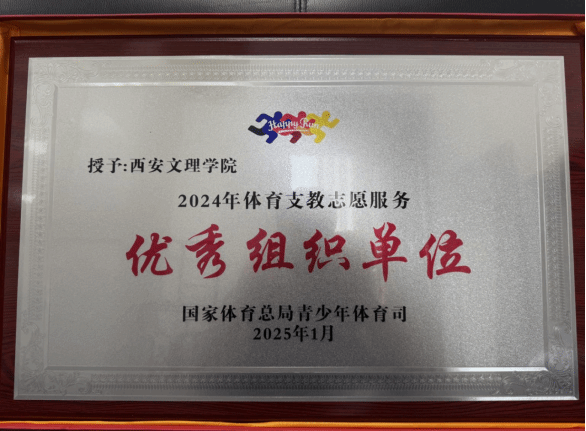 Happy Run
授予:西安文理学院
2024年体育支教志愿服务
优秀组织单位
国家体育总局青少年体育司
2025年1月